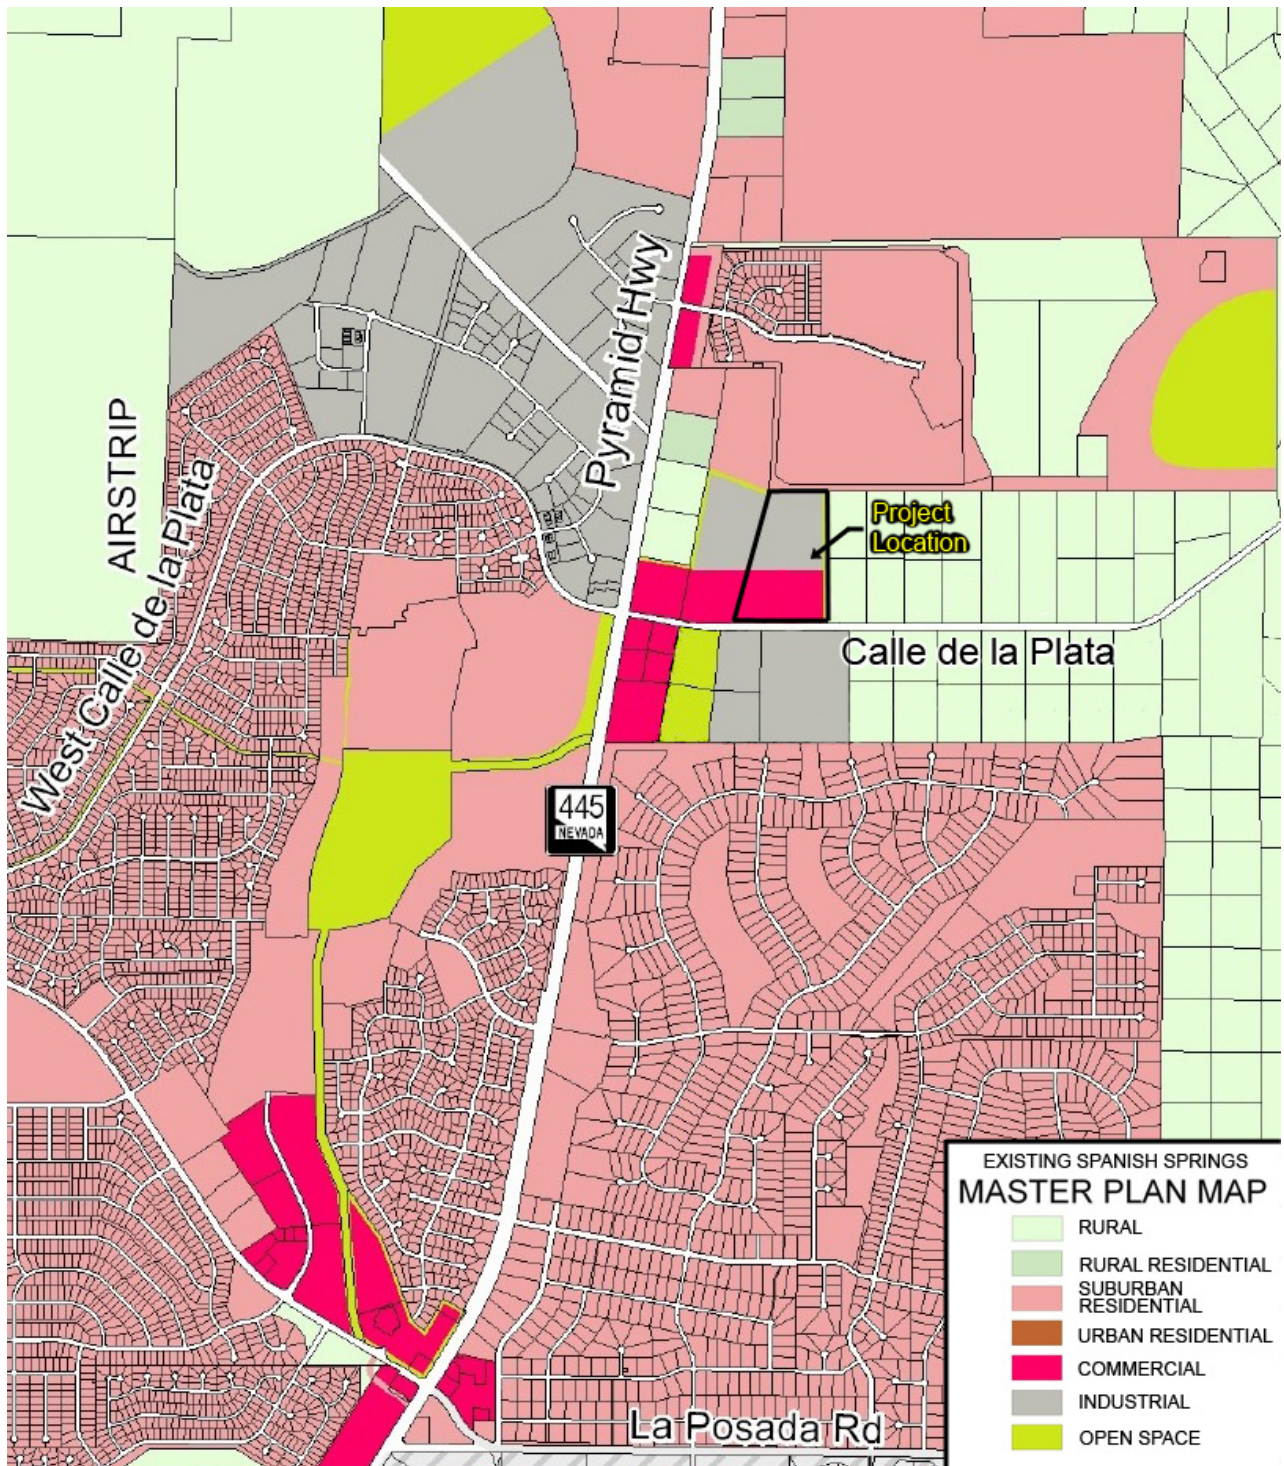 Pyramid Hwy
AIRSTRIP
West Calle de la Plata
Project
Location
Calle de la Plata
445
NEVADA
La Posada Rd
EXISTING SPANISH SPRINGS
MASTER PLAN MAP
RURAL
RURAL RESIDENTIAL
SUBURBAN
RESIDENTIAL
URBAN RESIDENTIAL
COMMERCIAL
INDUSTRIAL
OPEN SPACE